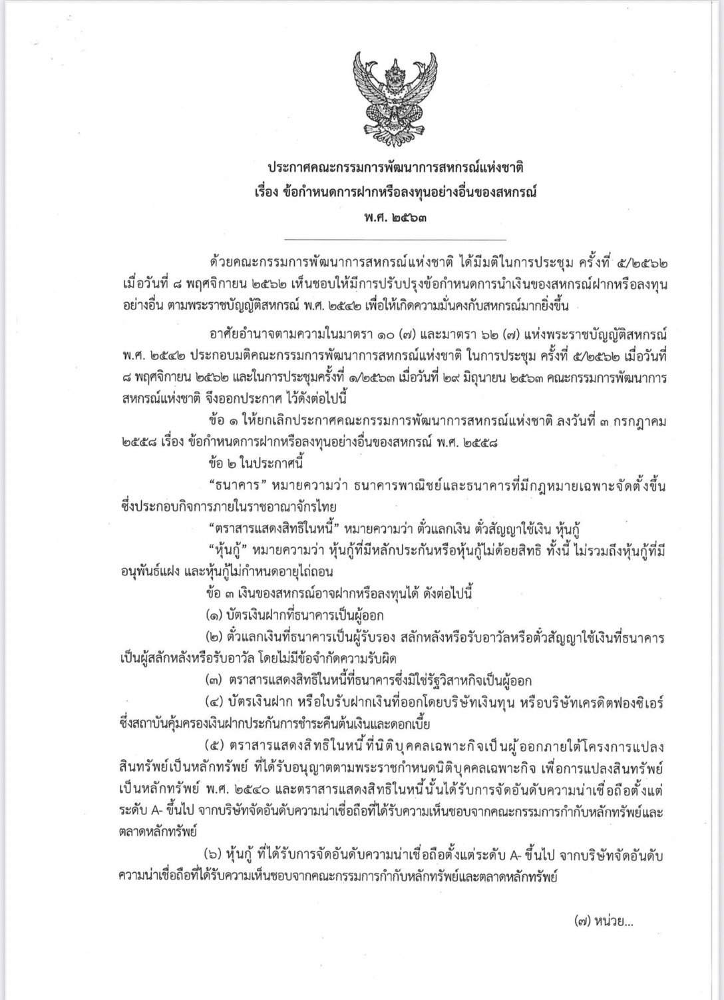 ประกาศคณะกรรมการพัฒนาการสหกรณ์แห่งชาติ
เรื่อง ข้อกำหนดการฝากหรือลงทุนอย่างอื่นของสหกรณ์
พ.ศ. ๒๕๖๓
ด้วยคณะกรรมการพัฒนาการสหกรณ์แห่งชาติ ได้มีมติในการประชุม ครั้งที่ ๕/๒๕๖๒
เมื่อวันที่ ๘ พฤศจิกายน ๒๕๖๒ เห็นชอบให้มีการปรับปรุงข้อกำหนดการนำเงินของสหกรณ์ฝากหรือลงทุน
อย่างอื่น ตามพระราชบัญญัติสหกรณ์ พ.ศ. ๒๕๔๒ เพื่อให้เกิดความมั่นคงกับสหกรณ์มากยิ่งขึ้น
อาศัยอำนาจตามความในมาตรา ๑๐ (๗) และมาตรา ๖๒ (๗) แห่งพระราชบัญญัติสหกรณ์
พ.ศ. ๒๕๔๒ ประกอบมติคณะกรรมการพัฒนาการสหกรณ์แห่งชาติ ในการประชุม ครั้งที่ ๕/๒๕๖๒ เมื่อวันที่
๘ พฤศจิกายน ๒๕๖๒ และในการประชุมครั้งที่ ๑/๒๕๖๓ เมื่อวันที่ ๒๙ มิถุนายน ๒๕๖๓ คณะกรรมการพัฒนาการ
สหกรณ์แห่งชาติ จึงออกประกาศ ไว้ดังต่อไปนี้
ข้อ ๑ ให้ยกเลิกประกาศคณะกรรมการพัฒนาการสหกรณ์แห่งชาติ ลงวันที่ ๓ กรกฎาคม
๒๕๕๘ เรื่อง ข้อกำหนดการฝากหรือลงทุนอย่างอื่นของสหกรณ์ พ.ศ. ๒๕๕๘
ข้อ ๒ ในประกาศนี้
“ธนาคาร” หมายความว่า ธนาคารพาณิชย์และธนาคารที่มีกฎหมายเฉพาะจัดตั้งขึ้น
ซึ่งประกอบกิจการภายในราชอาณาจักรไทย
“ตราสารแสดงสิทธิในหนี้” หมายความว่า ตั๋วแลกเงิน ตั๋วสัญญาใช้เงิน หุ้นกู้
“หุ้นกู้” หมายความว่า หุ้นกู้ที่มีหลักประกันหรือหุ้นกู้ไม่ด้อยสิทธิ ทั้งนี้ ไม่รวมถึงหุ้นกู้ที่มี
อนุพันธ์แฝง และหุ้นกู้ไม่กำหนดอายุไถ่ถอน
ข้อ ๓ เงินของสหกรณ์อาจฝากหรือลงทุนได้ ดังต่อไปนี้
(๑) บัตรเงินฝากที่ธนาคารเป็นผู้ออก
(๒) ตั๋วแลกเงินที่ธนาคารเป็นผู้รับรอง สลักหลังหรือรับอาวัลหรือตั๋วสัญญาใช้เงินที่ธนาคาร
เป็นผู้สลักหลังหรือรับอาวัล โดยไม่มีข้อจำกัดความรับผิด
(๓) ตราสารแสดงสิทธิในหนี้ที่ธนาคารซึ่งมิใช่รัฐวิสาหกิจเป็นผู้ออก
(๔) บัตรเงินฝาก หรือใบรับฝากเงินที่ออกโดยบริษัทเงินทุน หรือบริษัทเครดิตฟองซิเอร์
ซึ่งสถาบันคุ้มครองเงินฝากประกันการชำระคืนต้นเงินและดอกเบี้ย
(๕) ตราสารแสดงสิทธิในหนี้ที่นิติบุคคลเฉพาะกิจเป็นผู้ออกภายใต้โครงการแปลง
สินทรัพย์เป็นหลักทรัพย์ ที่ได้รับอนุญาตตามพระราชกำหนดนิติบุคคลเฉพาะกิจ เพื่อการแปลงสินทรัพย์
เป็นหลักทรัพย์ พ.ศ. ๒๕๔๐ และตราสารแสดงสิทธิในหนี้นั้นได้รับการจัดอันดับความน่าเชื่อถือตั้งแต่
ระดับ A- ขึ้นไป จากบริษัทจัดอันดับความน่าเชื่อถือที่ได้รับความเห็นชอบจากคณะกรรมการกำกับหลักทรัพย์และ
ตลาดหลักทรัพย์
(๖) หุ้นกู้ ที่ได้รับการจัดอันดับความน่าเชื่อถือตั้งแต่ระดับ A- ขึ้นไป จากบริษัทจัดอันดับ
ความน่าเชื่อถือที่ได้รับความเห็นชอบจากคณะกรรมการกำกับหลักทรัพย์และตลาดหลักทรัพย์
(๗) หน่วย...